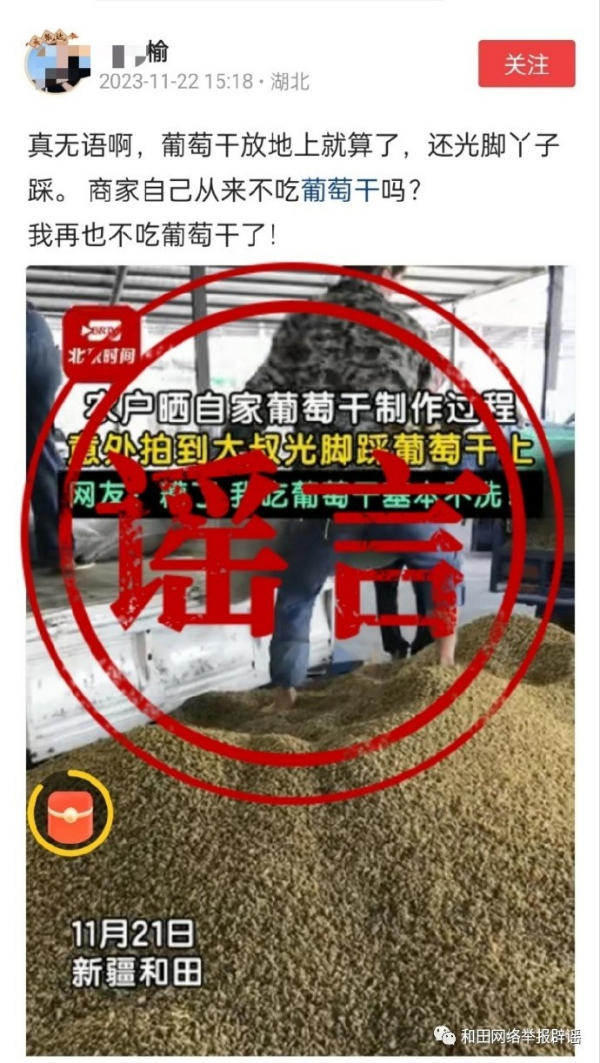 榆
2023-11-22 15:18·湖北
关注
真无语啊，葡萄干放地上就算了，还光脚丫子
踩。 商家自己从来不吃葡萄干吗？
我再也不吃葡萄干了！
北京时间
农户晒自家葡萄干制作过程
意外拍到大叔光脚踩葡萄干上
网友：糟了 我吃葡萄干基本不洗！
谣言
11月21日
新疆和田
和田网络举报辟谣